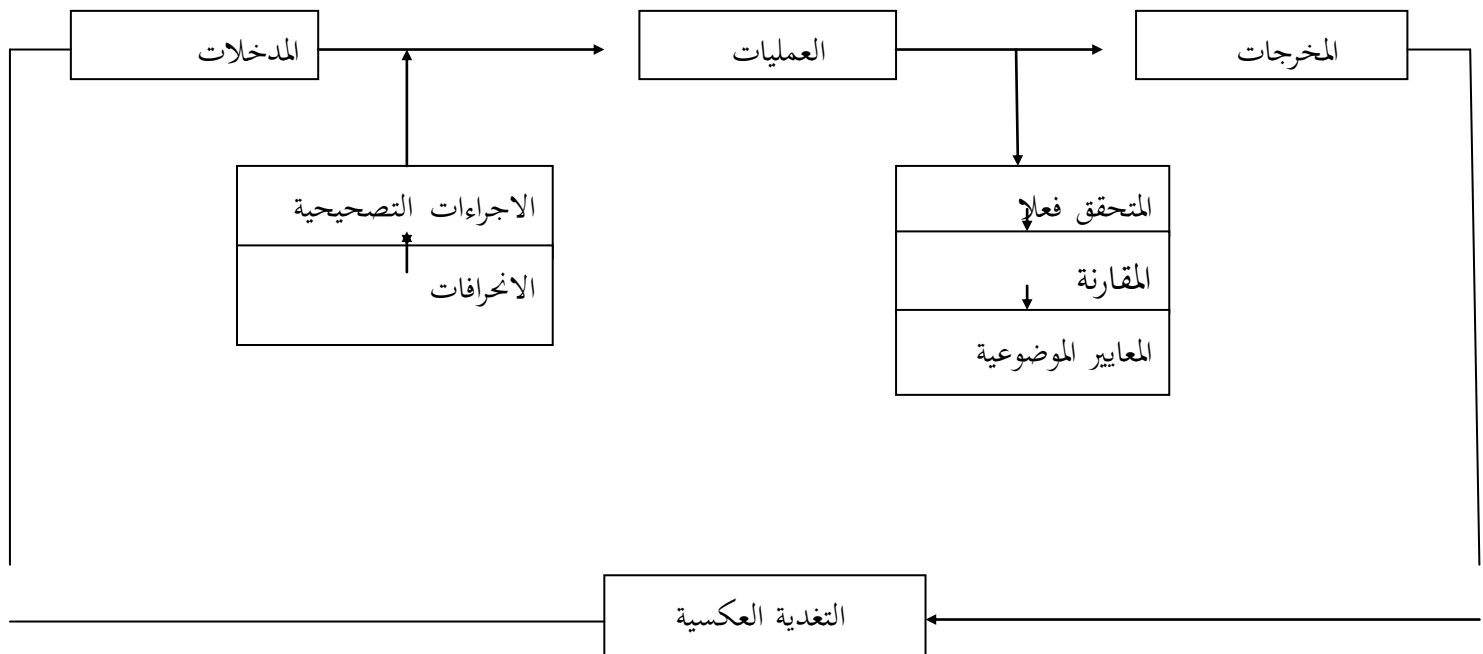 المدخلات
العمليات
المخرجات
الاجراءات التصحيحية
الانحرافات
المتحقق فعلا
المقارنة
المعايير الموضوعية
التغدية العكسية